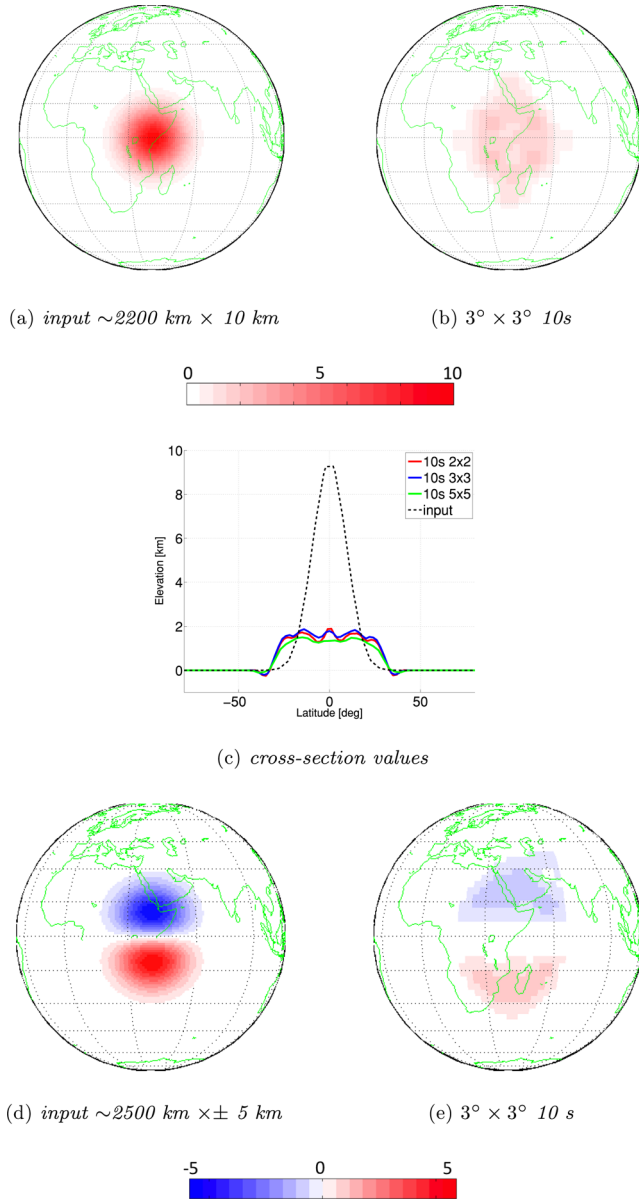 (a) input ~2200 km × 10 km
(b) 3° × 3° 10s
0 5 10
10
8
6
4
2
0
Elevation [km]
10s 2x2
10s 3x3
10s 5x5
input
−50 0 50
Latitude [deg]
(c) cross-section values
(d) input ~2500 km ×± 5 km
(e) 3° × 3° 10 s
-5 0 5